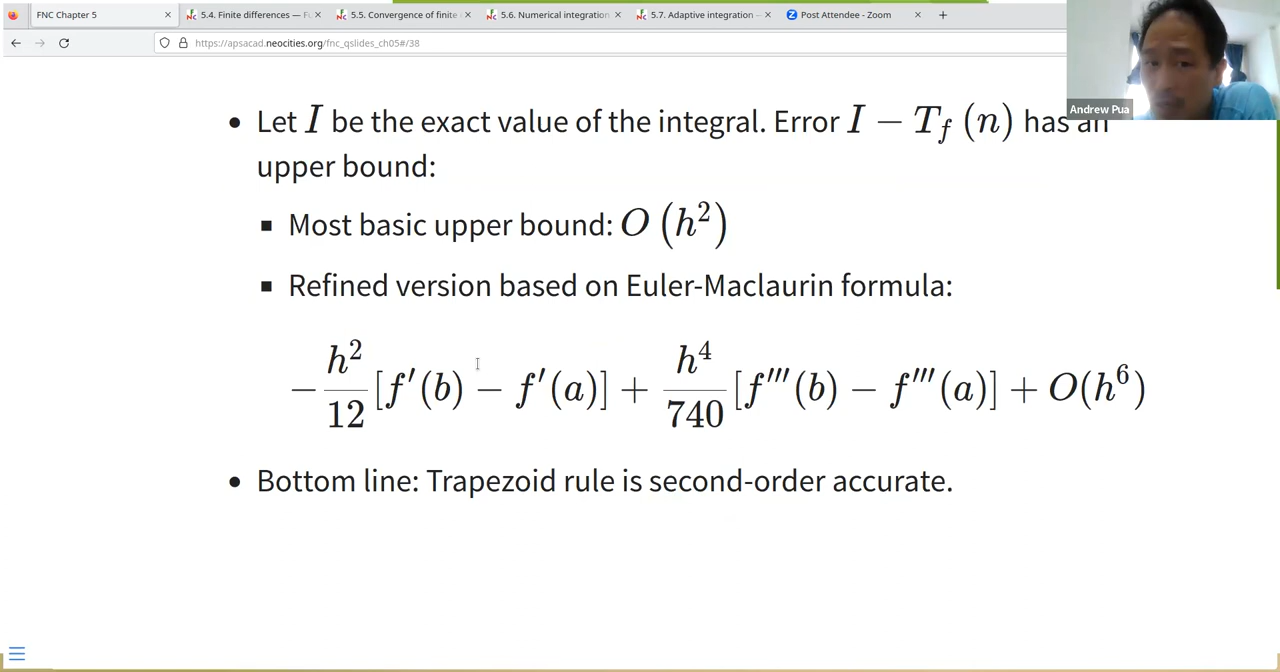 FNC Chapter 5
5.4. Finite differences — F
5.5. Convergence of finite
5.6. Numerical integration
5.7. Adaptive integration —
Post Attendee - Zoom
https://apsacad.neocities.org/fnc_qslides_ch05#/38
Andrew Pua
• Let I be the exact value of the integral. Error I − T_f (n) has an
upper bound:
▪ Most basic upper bound: O (h²)
▪ Refined version based on Euler-Maclaurin formula:
− h²/12 [f′(b) − f′(a)] + h⁴/740 [f‴(b) − f‴(a)] + O(h⁶)
• Bottom line: Trapezoid rule is second-order accurate.